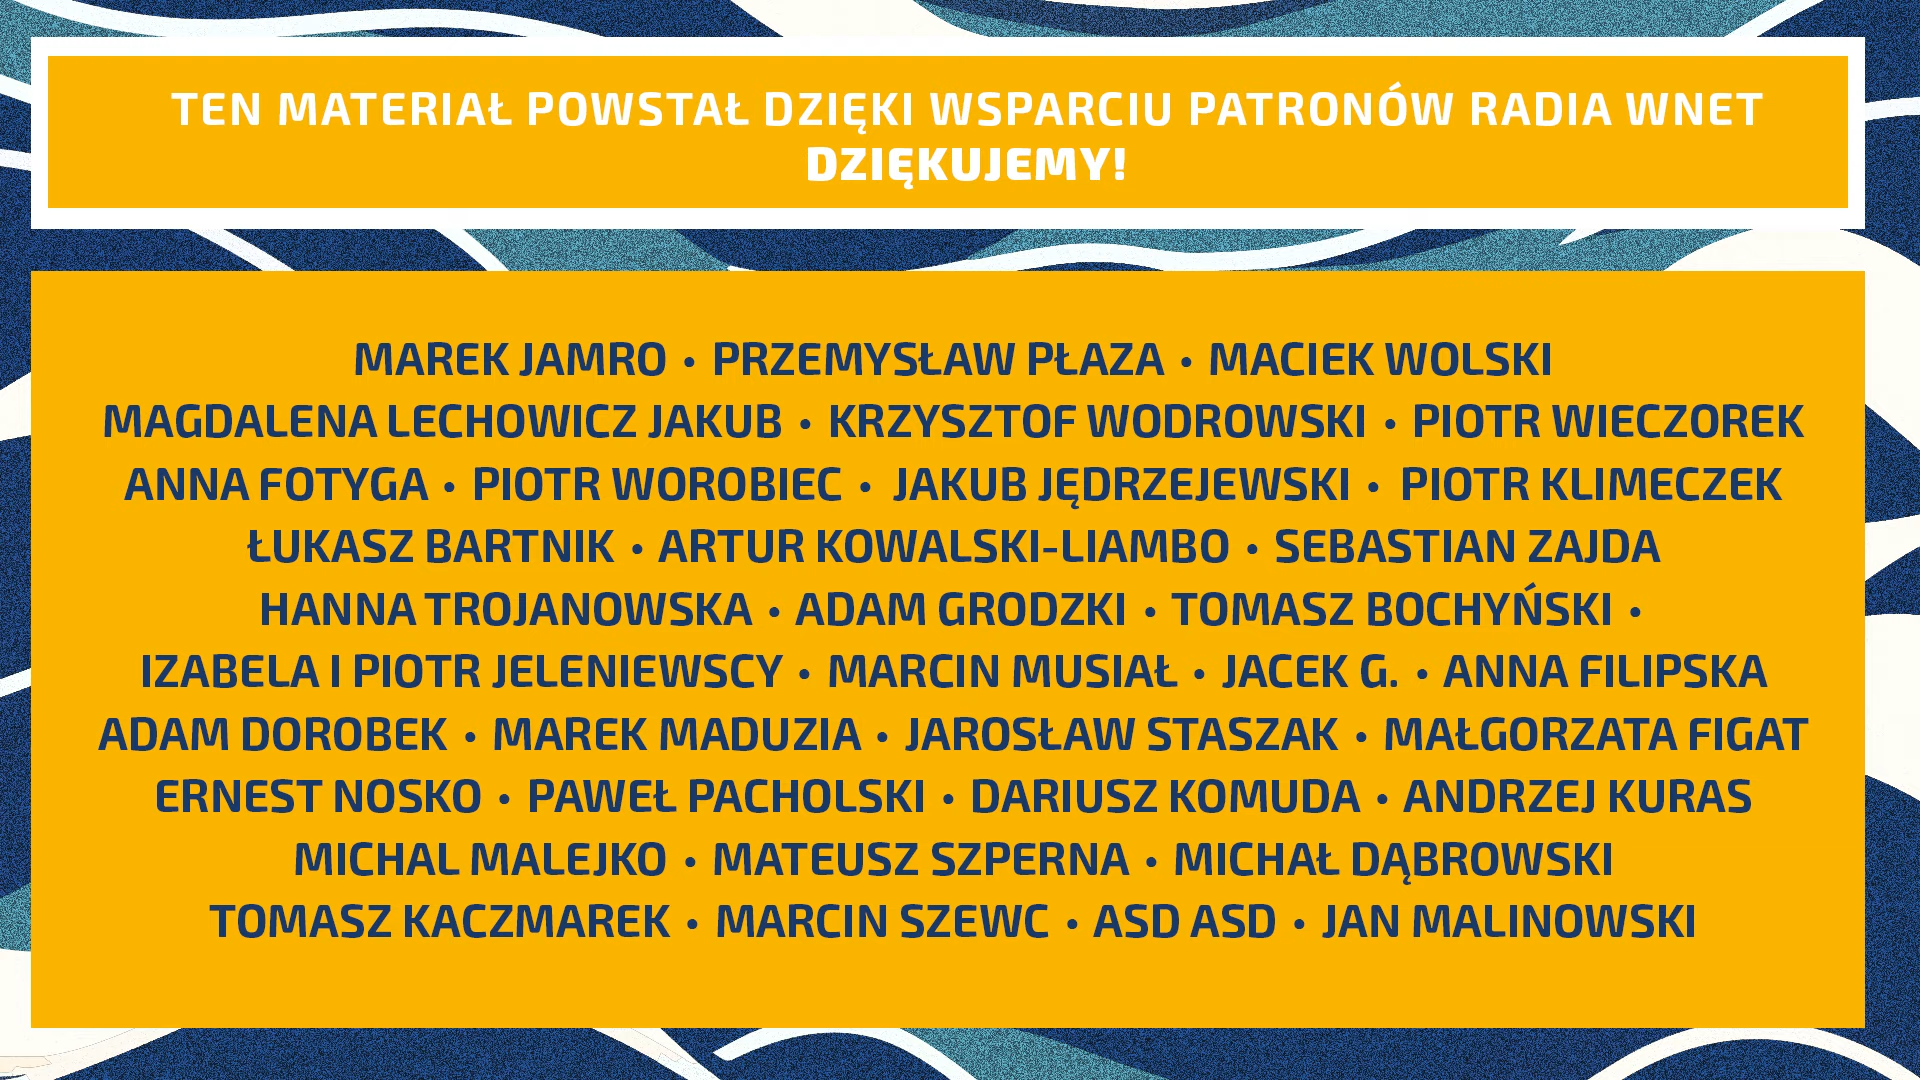 TEN MATERIAŁ POWSTAŁ DZIĘKI WSPARCIU PATRONÓW RADIA WNET
DZIĘKUJEMY!
MAREK JAMRO • PRZEMYSŁAW PŁAZA • MACIEK WOLSKI
MAGDALENA LECHOWICZ JAKUB • KRZYSZTOF WODROWSKI • PIOTR WIECZOREK
ANNA FOTYGA • PIOTR WOROBIEC • JAKUB JĘDRZEJEWSKI • PIOTR KLIMECZEK
ŁUKASZ BARTNIK • ARTUR KOWALSKI-LIAMBO • SEBASTIAN ZAJDA
HANNA TROJANOWSKA • ADAM GRODZKI • TOMASZ BOCHYŃSKI •
IZABELA I PIOTR JELENIEWSCY • MARCIN MUSIAŁ • JACEK G. • ANNA FILIPSKA
ADAM DOROBEK • MAREK MADUZIA • JAROSŁAW STASZAK • MAŁGORZATA FIGAT
ERNEST NOSKO • PAWEŁ PACHOLSKI • DARIUSZ KOMUDA • ANDRZEJ KURAS
MICHAL MALEJKO • MATEUSZ SZPERNA • MICHAŁ DĄBROWSKI
TOMASZ KACZMAREK • MARCIN SZEWC • ASD ASD • JAN MALINOWSKI